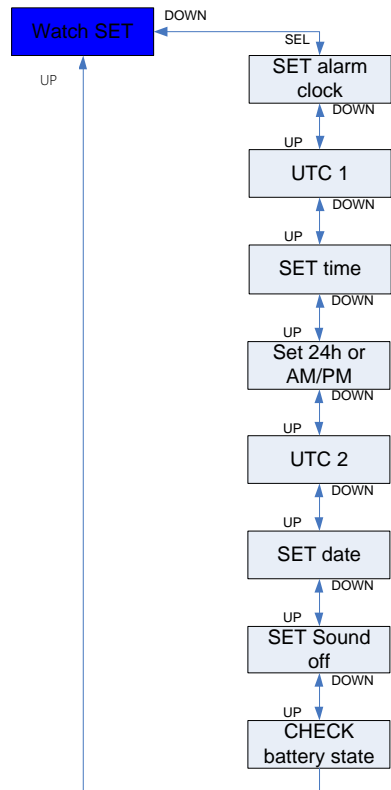 DOWN
Watch SET
UP
SEL
SET alarm
clock
DOWN
UP
UTC 1
DOWN
UP
SET time
DOWN
UP
Set 24h or
AM/PM
DOWN
UP
UTC 2
DOWN
UP
SET date
DOWN
UP
SET Sound
off
DOWN
UP
CHECK
battery state